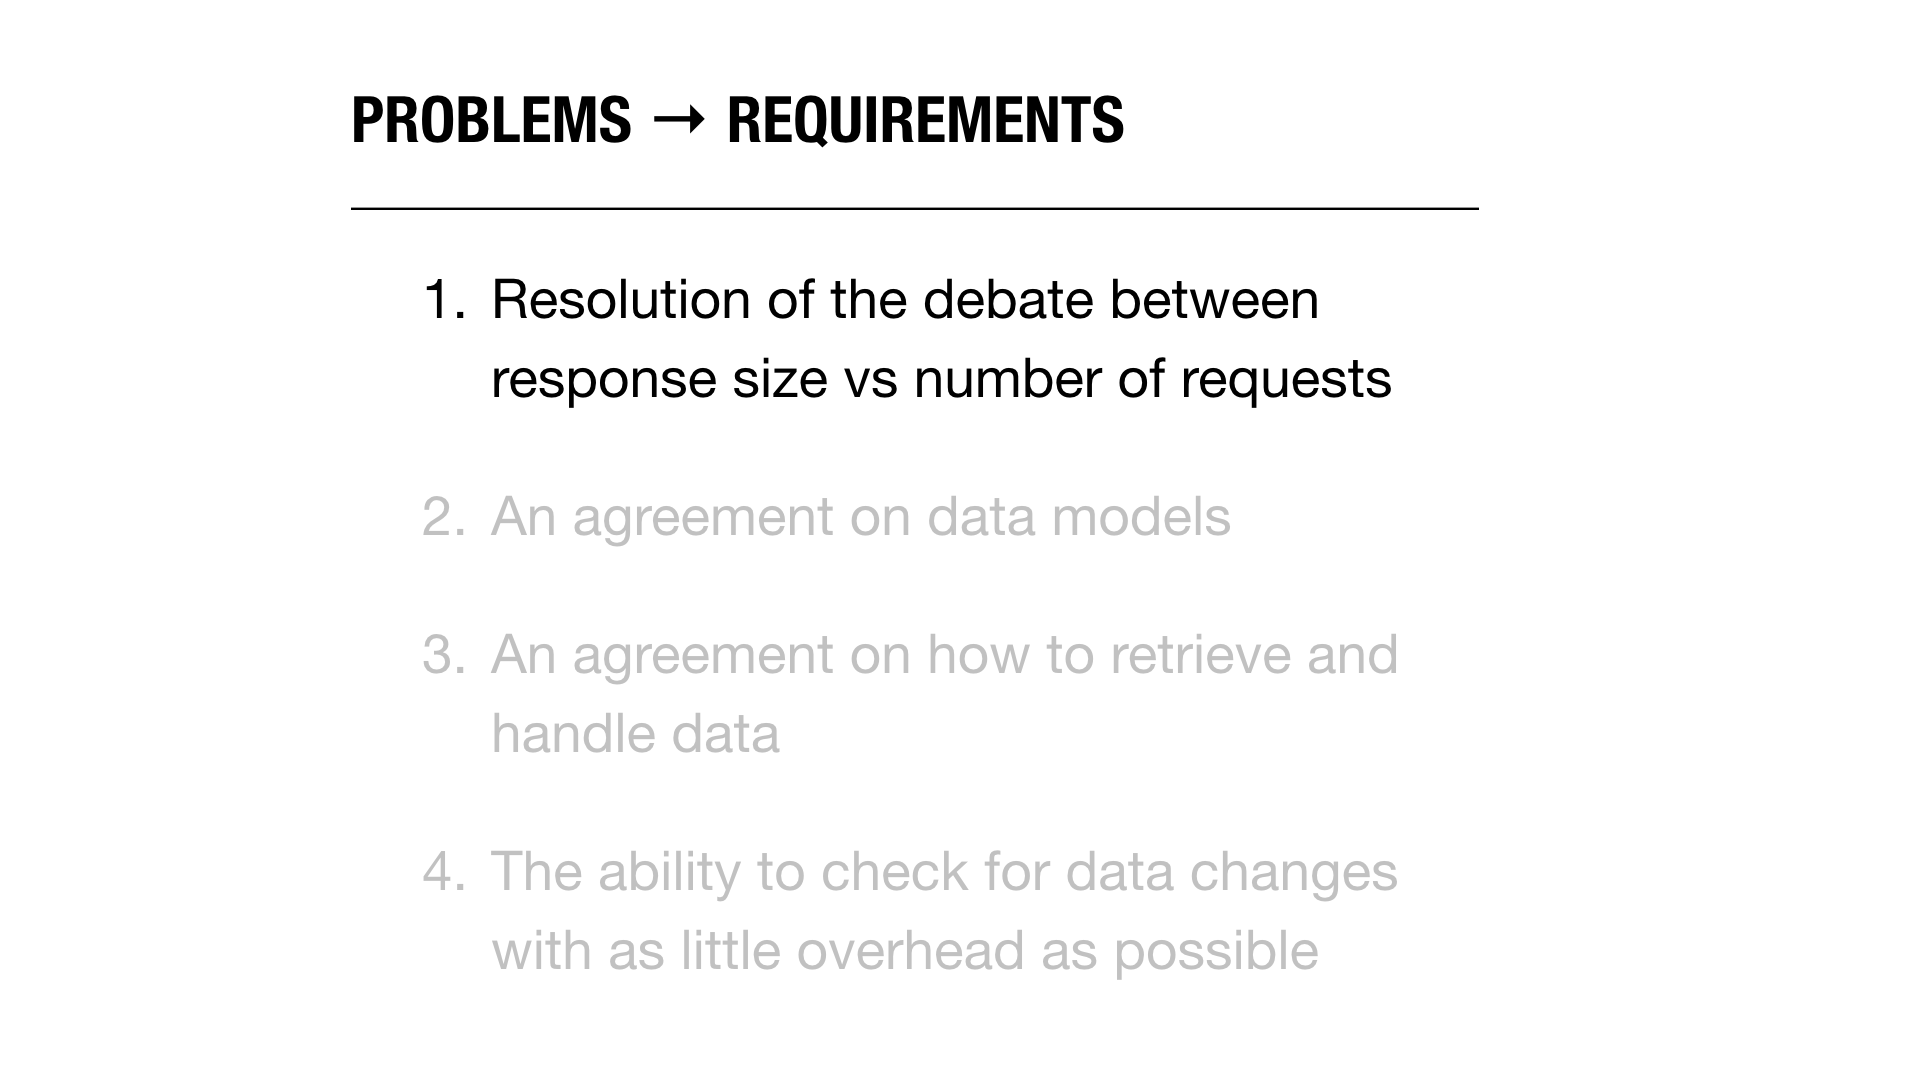 PROBLEMS → REQUIREMENTS
1. Resolution of the debate between
response size vs number of requests
2. An agreement on data models
3. An agreement on how to retrieve and
handle data
4. The ability to check for data changes
with as little overhead as possible